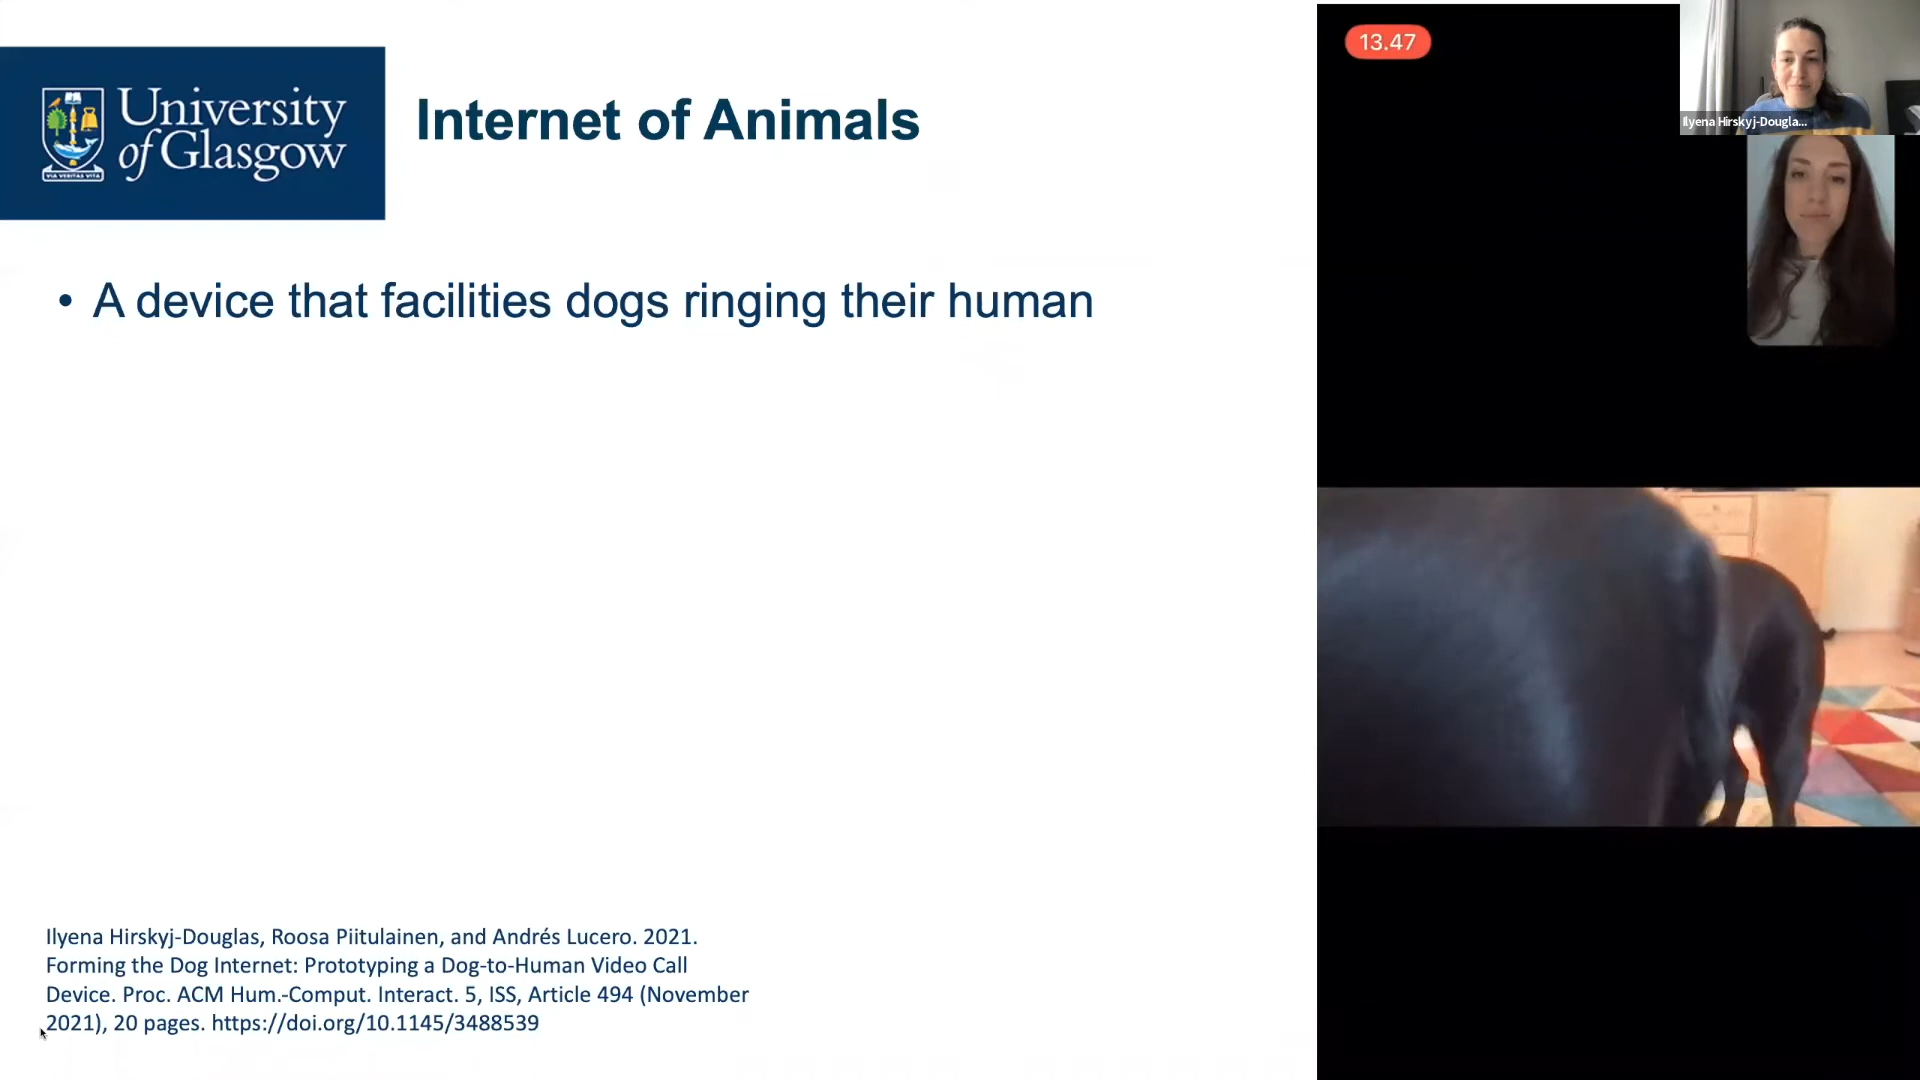 University
of Glasgow
VIA VERITAS VITA
Internet of Animals
• A device that facilities dogs ringing their human
13.47
Ilyena Hirskyj-Dougla...
Ilyena Hirskyj-Douglas, Roosa Piitulainen, and Andrés Lucero. 2021.
Forming the Dog Internet: Prototyping a Dog-to-Human Video Call
Device. Proc. ACM Hum.-Comput. Interact. 5, ISS, Article 494 (November
2021), 20 pages. https://doi.org/10.1145/3488539